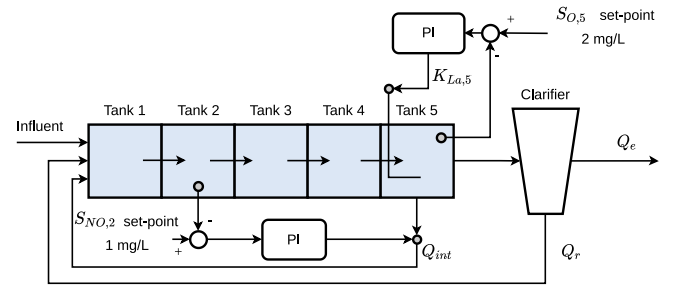 S_{O,5} set-point
+
PI
2 mg/L
-
K_{La,5}
Tank 1 Tank 2 Tank 3 Tank 4 Tank 5
Clarifier
Influent
Q_e
S_{NO,2} set-point
-
1 mg/L
+
PI
Q_{int}
Q_r